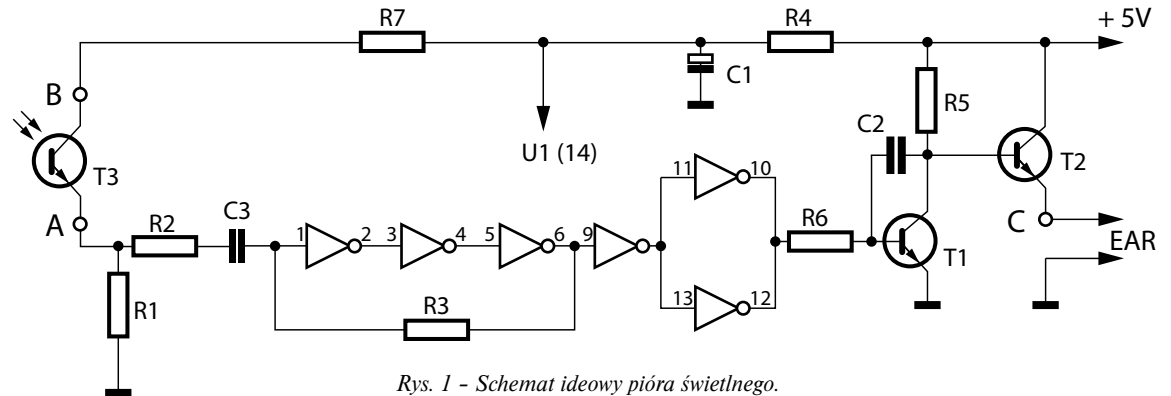 R7
R4
+ 5V
B
C1
R5
C2
U1 (14)
T3
11
10
T2
A
R2
C3
1
2
3
4
5
6
9
R6
C
EAR
T1
R1
R3
13
12
Rys. 1 – Schemat ideowy pióra świetlnego.